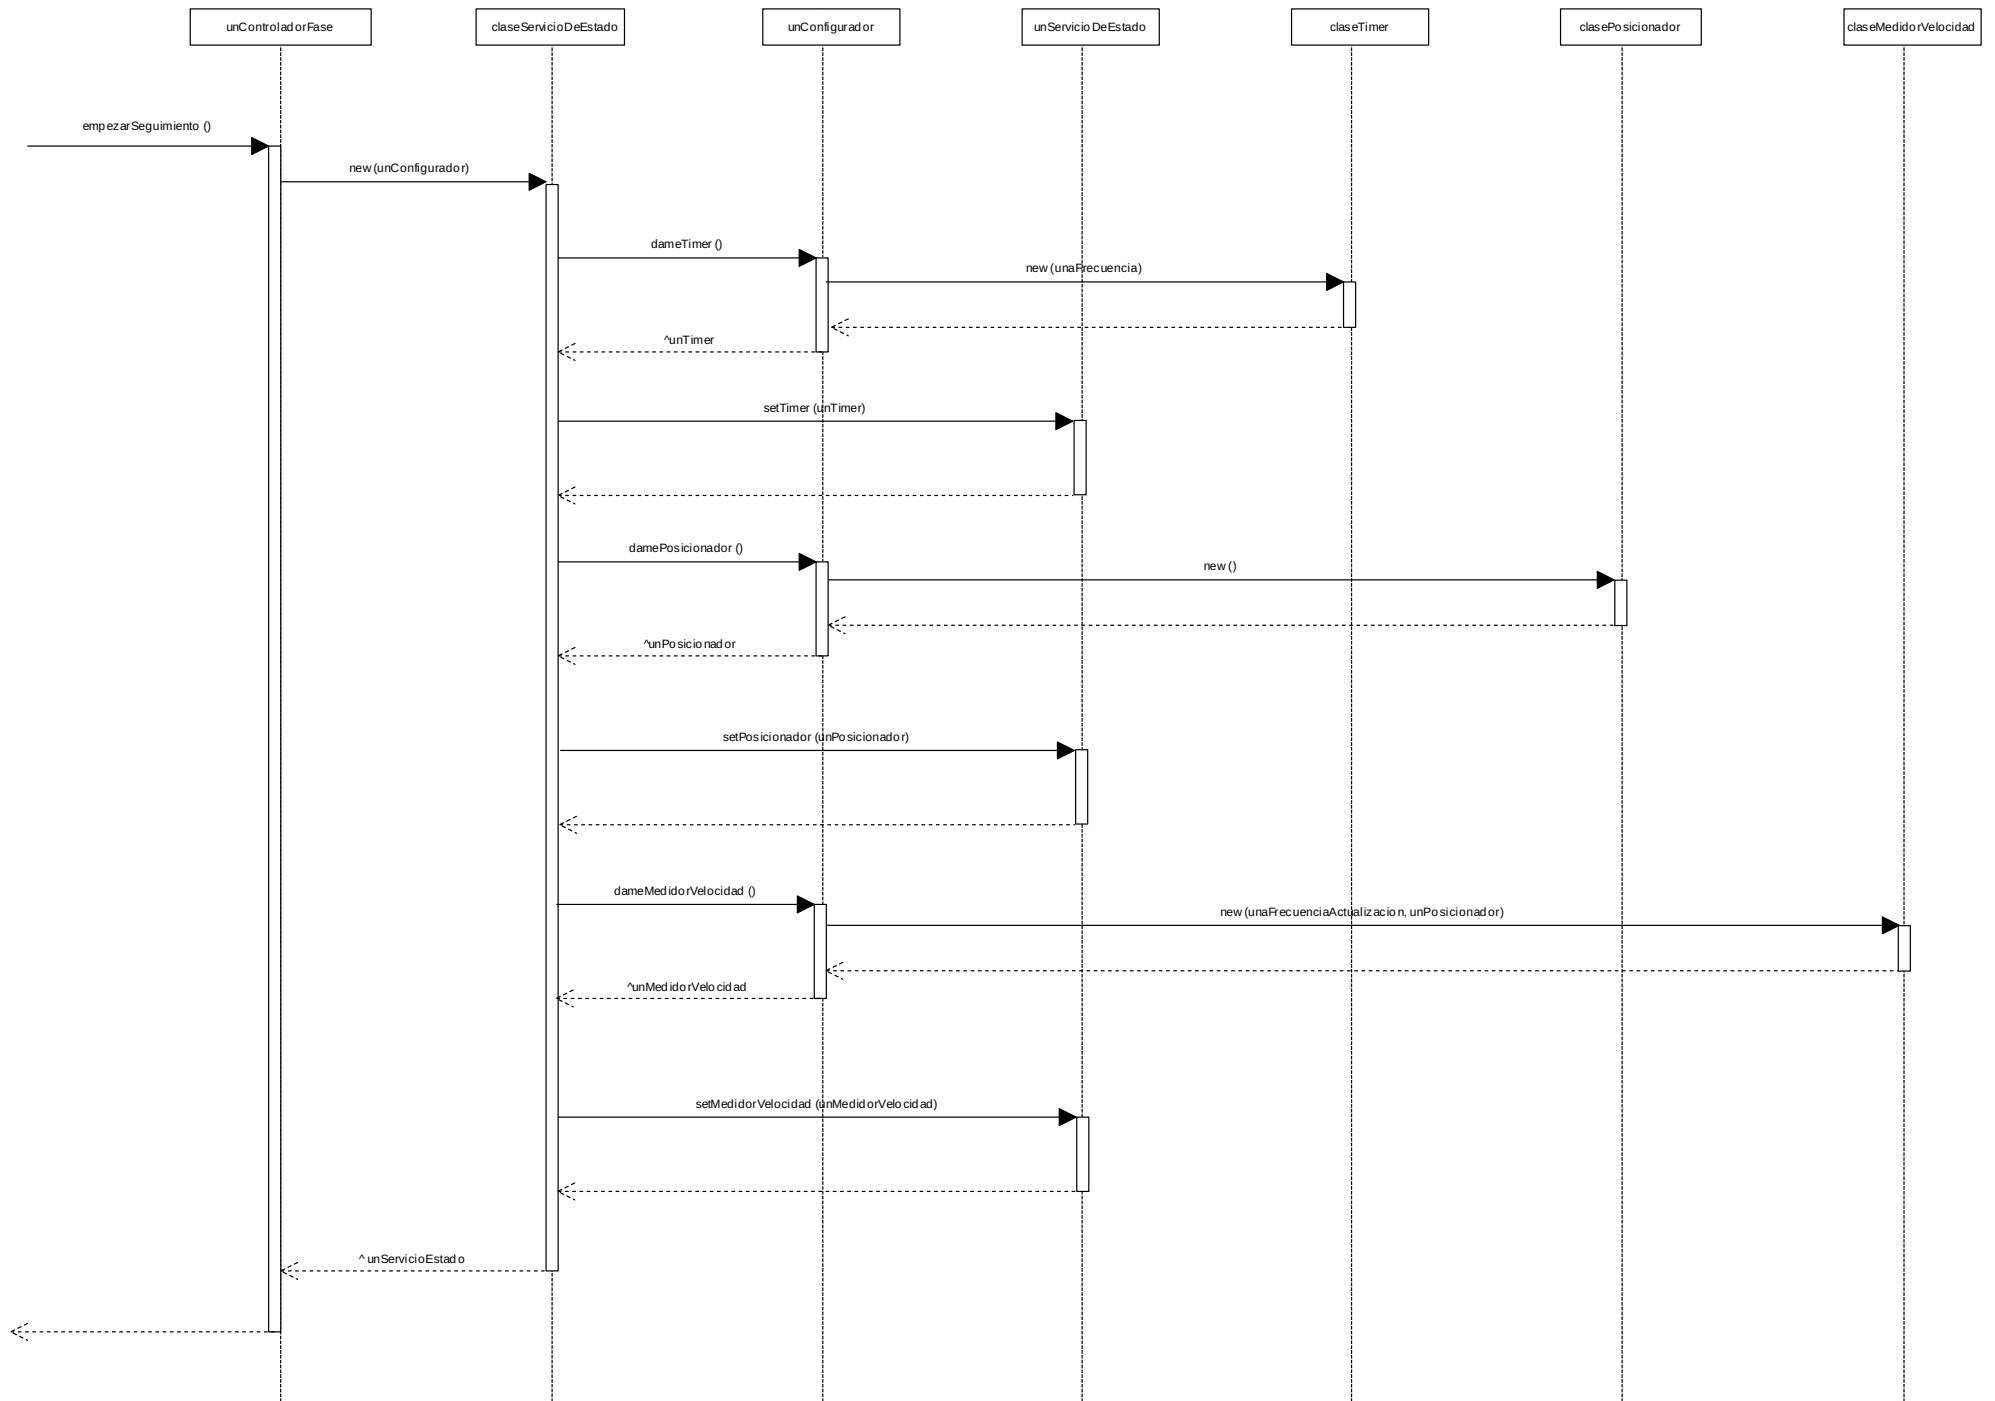 unControladorFase
claseServicioDeEstado
unConfigurador
unServicioDeEstado
claseTimer
clasePosicionador
claseMedidorVelocidad
empezarSeguimiento ()
new (unConfigurador)
dameTimer ()
new (unaFrecuencia)
^unTimer
setTimer (unTimer)
damePosicionador ()
new ()
^unPosicionador
setPosicionador (unPosicionador)
dameMedidorVelocidad ()
new (unaFrecuenciaActualizacion, unPosicionador)
^unMedidorVelocidad
setMedidorVelocidad (unMedidorVelocidad)
^ unServicioEstado